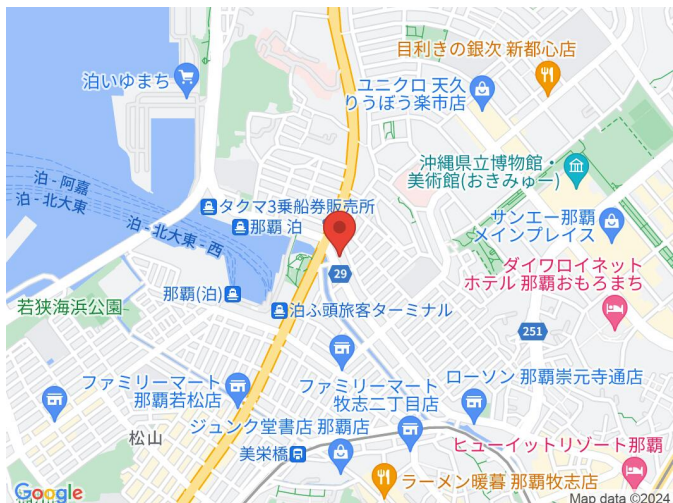 目利きの銀次 新都心店
泊いゆまち
ユニクロ 天久
りうぼう楽市店
沖縄県立博物館・
美術館(おきみゅー)
泊 - 阿嘉
泊 - 北大東
タクマ3乗船券販売所
泊 - 北大東 - 西
那覇 泊
サンエー那覇
メインプレイス
29
ダイワロイネット
ホテル 那覇おもろまち
那覇(泊)
若狭海浜公園
泊ふ頭旅客ターミナル
251
ファミリーマート
那覇若松店
ファミリーマート
牧志二丁目店
ローソン 那覇崇元寺通店
ジュンク堂書店 那覇店
松山
美栄橋
ヒューイットリゾート那覇
ラーメン暖暮 那覇牧志店
Google
Map data ©2024